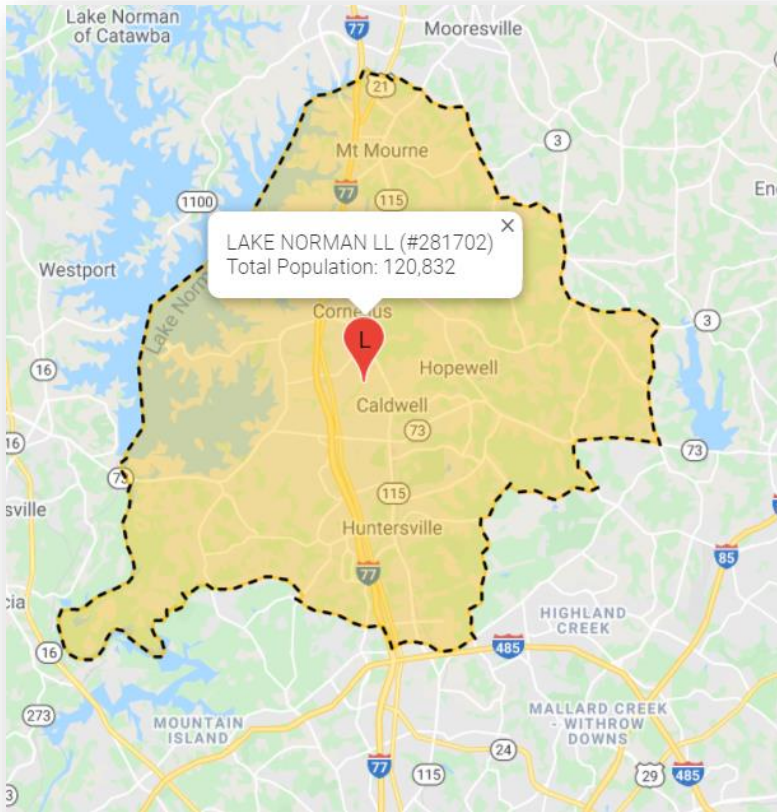 Lake Norman
of Catawba
77
Mooresville
21
Mt Mourne
3
77
115
1100
LAKE NORMAN LL (#281702)
Total Population: 120,832
Westport
Lake Norm
Cornelius
3
L
16
Hopewell
Caldwell
73
16
73
73
115
sville
Huntersville
85
77
cia
HIGHLAND
CREEK
16
485
273
MOUNTAIN
ISLAND
MALLARD CREEK
- WITHROW
DOWNS
24
77
115
29
485
3